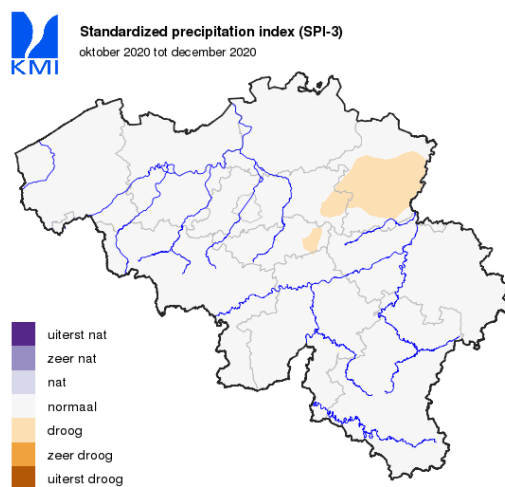 Standardized precipitation index (SPI-3)
oktober 2020 tot december 2020
KMI
uiterst nat
zeer nat
nat
normaal
droog
zeer droog
uiterst droog